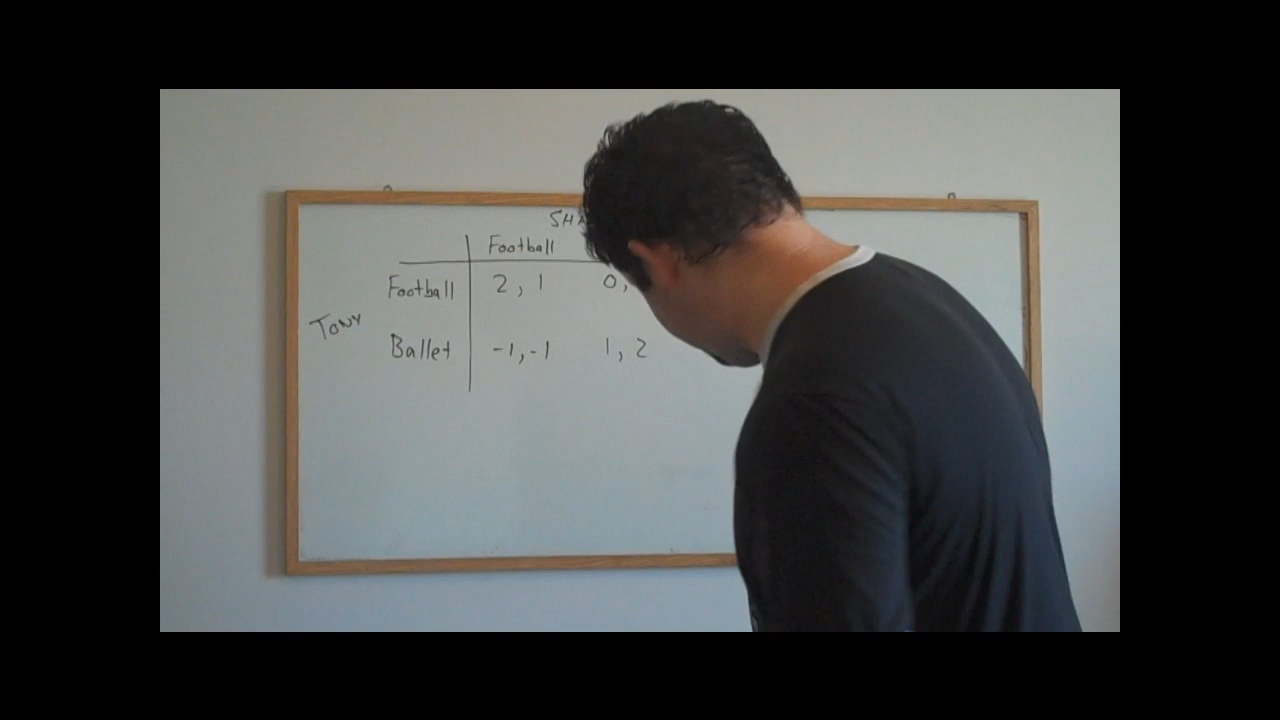 SHA
Football
Football 2, 1 0,
TONY
Ballet -1, -1 1, 2